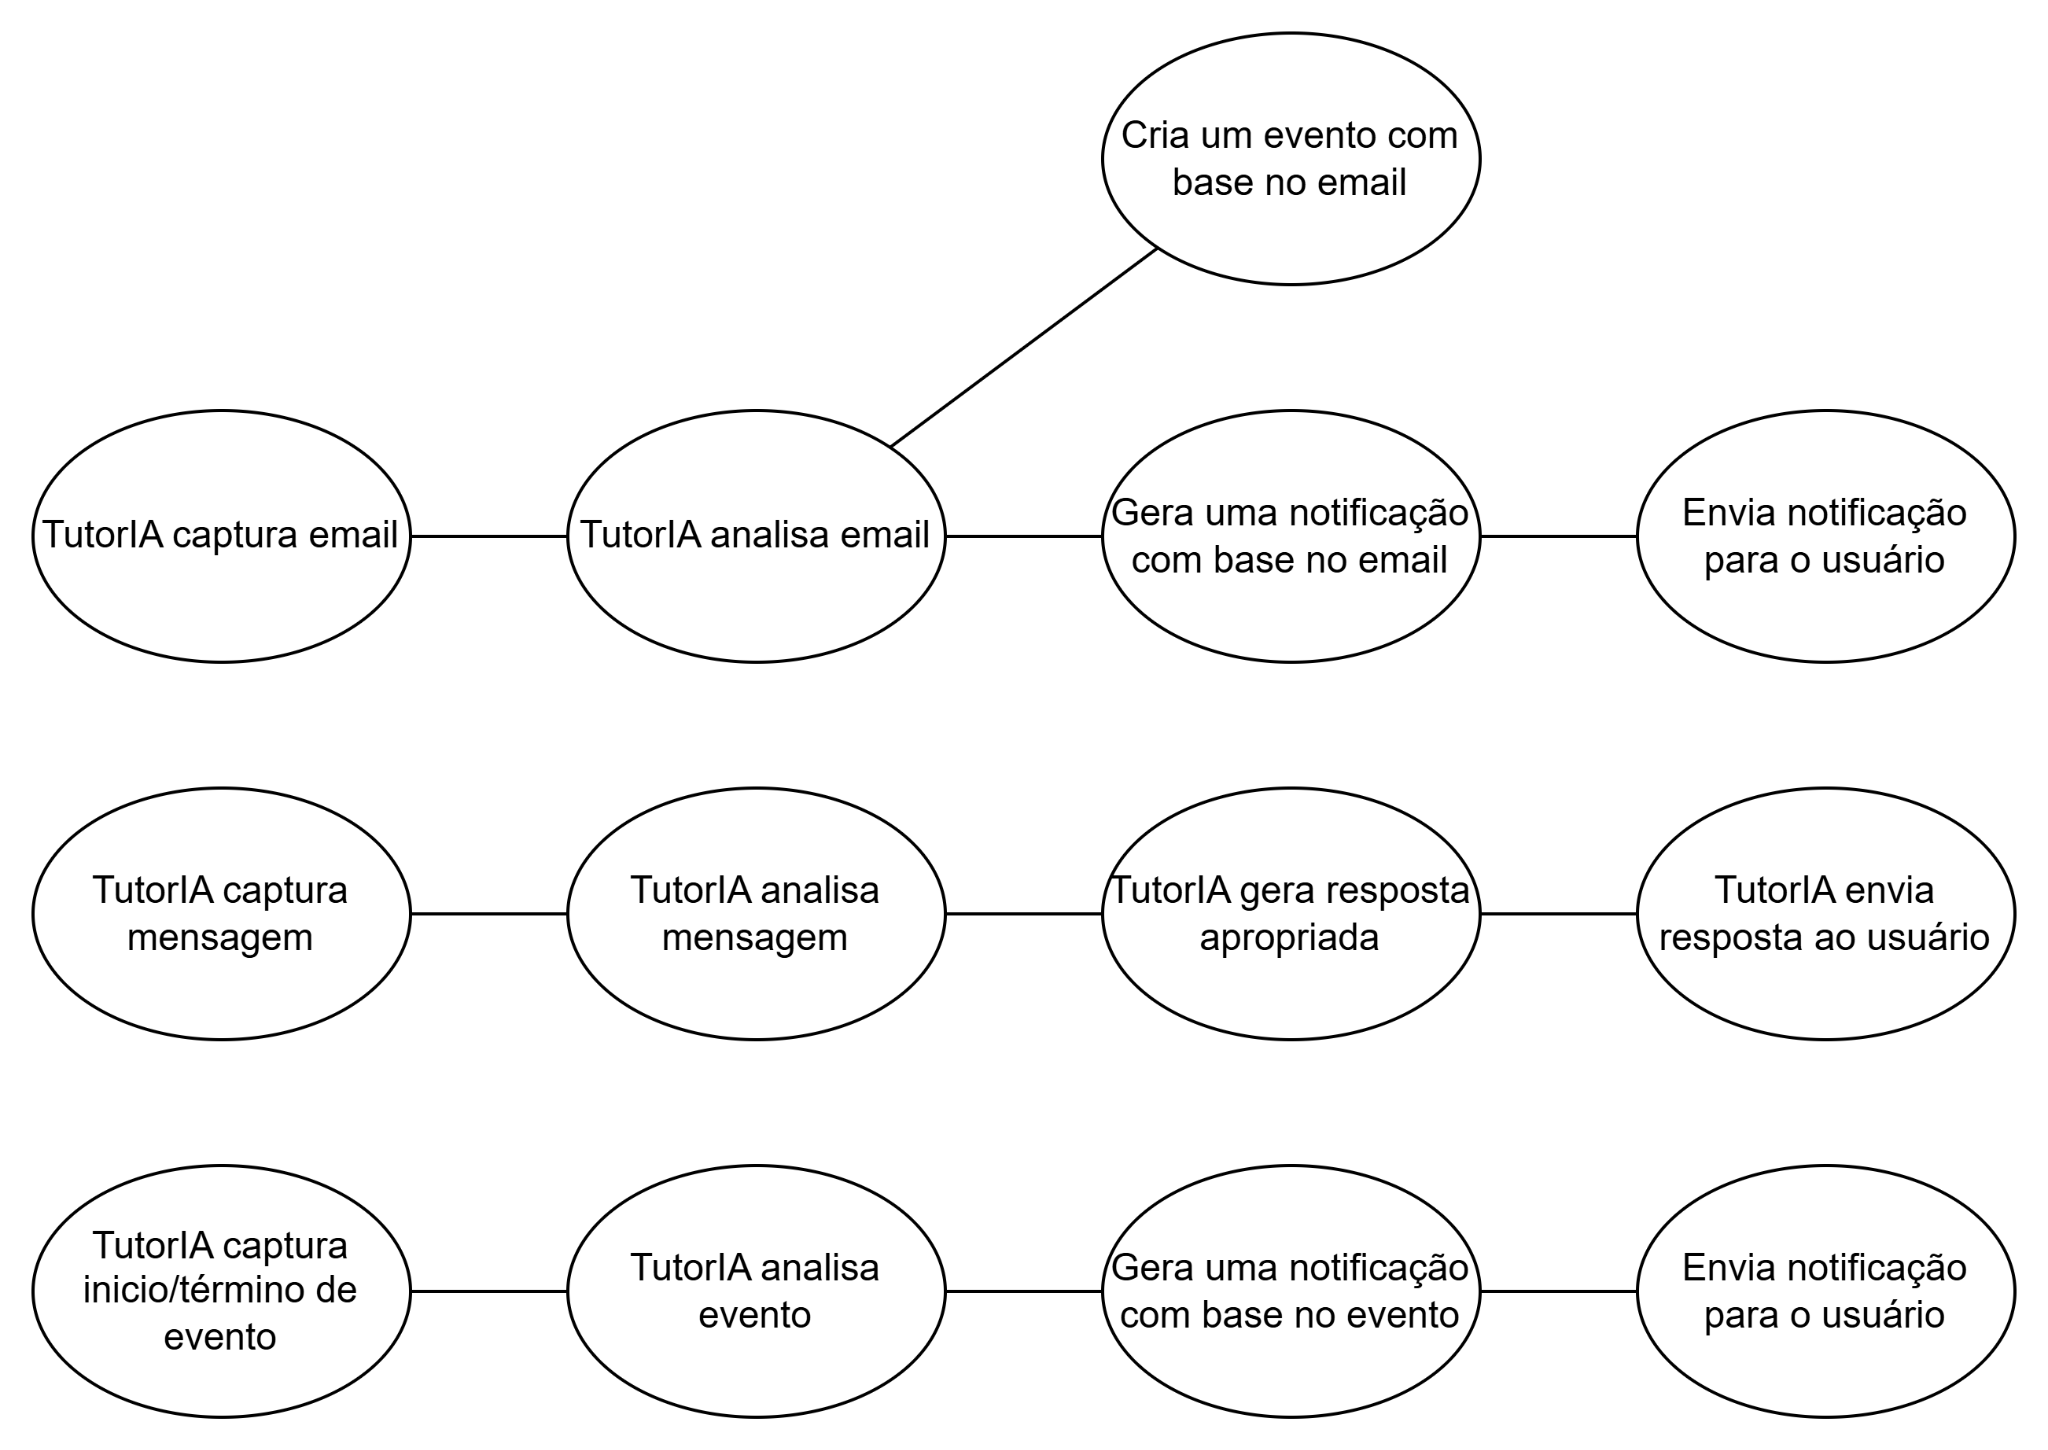 Cria um evento com
base no email
TutorIA captura email
TutorIA analisa email
Gera uma notificação
com base no email
Envia notificação
para o usuário
TutorIA captura
mensagem
TutorIA analisa
mensagem
TutorIA gera resposta
apropriada
TutorIA envia
resposta ao usuário
TutorIA captura
inicio/término de
evento
TutorIA analisa
evento
Gera uma notificação
com base no evento
Envia notificação
para o usuário